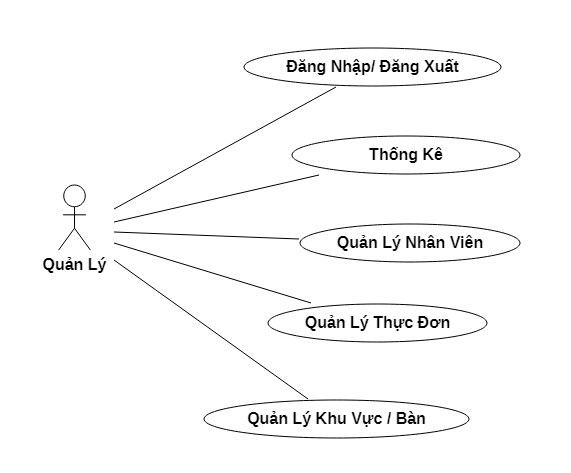 Đăng Nhập/ Đăng Xuất
Thống Kê
Quản Lý Nhân Viên
Quản Lý
Quản Lý Thực Đơn
Quản Lý Khu Vực / Bàn